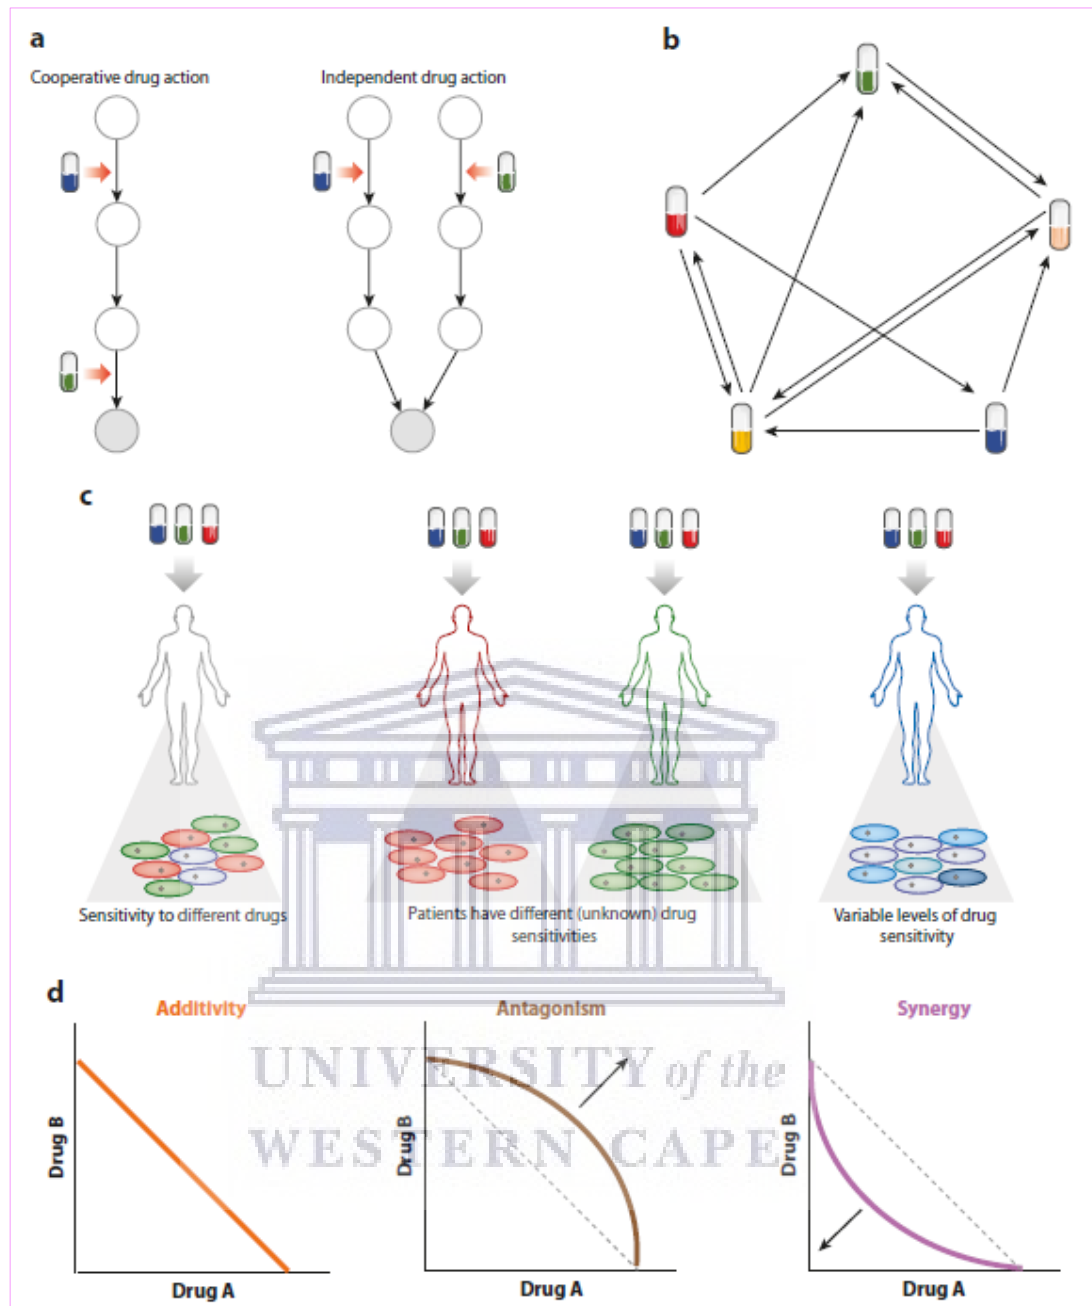 a
b
Cooperative drug action
Independent drug action
c
Sensitivity to different drugs
Patients have different (unknown) drug
sensitivities
Variable levels of drug
sensitivity
d
Additivity
Antagonism
Synergy
Drug B
Drug B
Drug B
Drug A
Drug A
Drug A
UNIVERSITY of the
WESTERN CAPE